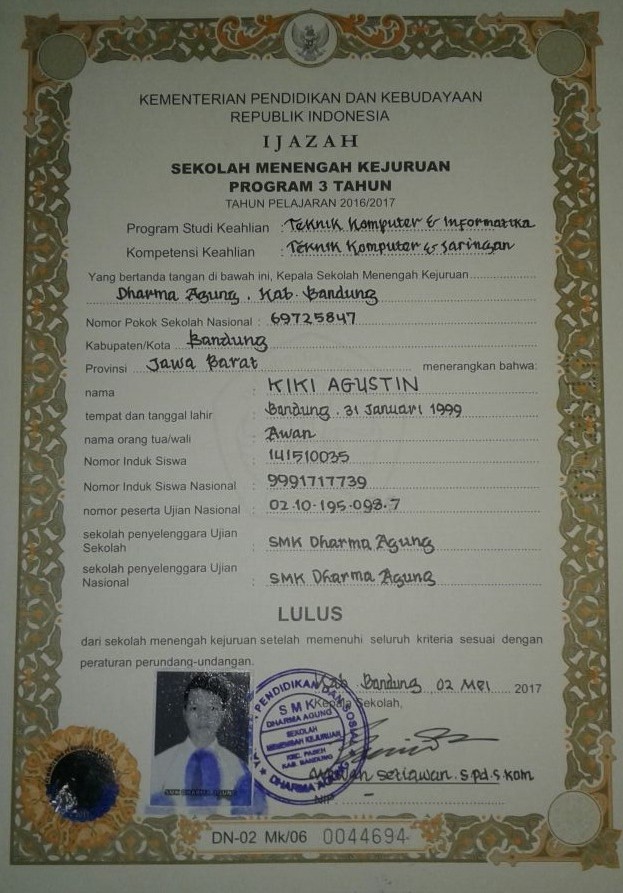 KEMENTERIAN PENDIDIKAN DAN KEBUDAYAAN
REPUBLIK INDONESIA
IJAZAH
SEKOLAH MENENGAH KEJURUAN
PROGRAM 3 TAHUN
TAHUN PELAJARAN 2016/2017
Program Studi Keahlian : Teknik Komputer & Informatika
Kompetensi Keahlian : Teknik Komputer & Jaringan
Yang bertanda tangan di bawah ini, Kepala Sekolah Menengah Kejuruan
Dharma Agung. Kab. Bandung
Nomor Pokok Sekolah Nasional : 69725847
Kabupaten/Kota Bandung
Provinsi Jawa Barat menerangkan bahwa:
nama : KIKI AGUSTIN
tempat dan tanggal lahir : Bandung, 31 Januari 1999
nama orang tua/wali : Awan
Nomor Induk Siswa : 141510035
Nomor Induk Siswa Nasional : 9991717739
nomor peserta Ujian Nasional : 02-10-195-093-7
sekolah penyelenggara Ujian
Sekolah : SMK Dharma Agung
sekolah penyelenggara Ujian
Nasional : SMK Dharma Agung
LULUS
dari sekolah menengah kejuruan setelah memenuhi seluruh kriteria sesuai dengan
peraturan perundang-undangan.
Kab. Bandung, 02 Mei 2017
Kepala Sekolah,
PENDIDIKAN DAN SOSIAL
SMK
DHARMA AGUNG
SEKOLAH
MENENGAH KEJURUAN
KEC. PASEH
KAB. BANDUNG
DHARMA AGUNG
SMK DHARMA AGUNG
Setiawan. S.Pd. S.Kom
NIP. -
DN-02 Mk/06 0044694